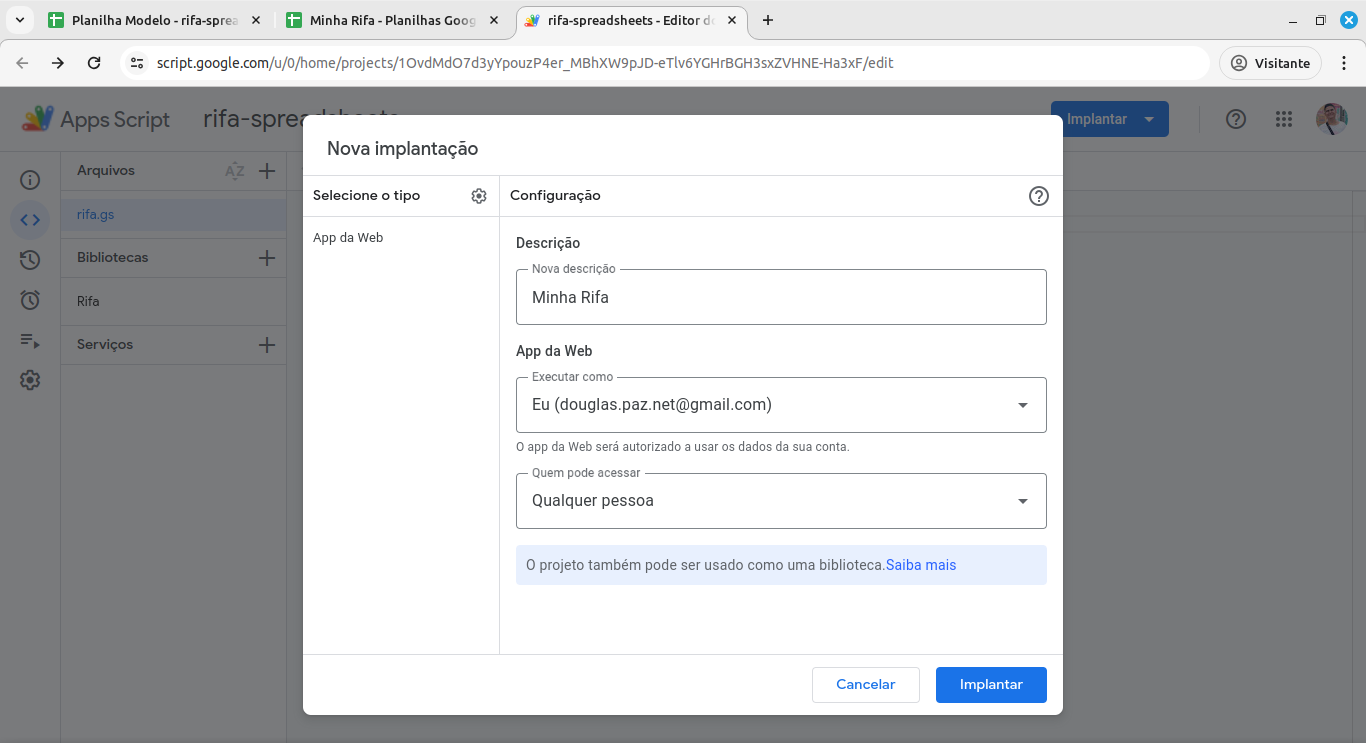 Planilha Modelo - rifa-sprea
Minha Rifa - Planilhas Goog
rifa-spreadsheets - Editor do
script.google.com/u/0/home/projects/1OvdMdO7d3yYpouzP4er_MBhXW9pJD-eTlv6YGHrBGH3sxZVHNE-Ha3xF/edit
Visitante
Apps Script
rifa-spreadsheets
Implantar
Nova implantação
Arquivos
AZ
Selecione o tipo
Configuração
rifa.gs
App da Web
Descrição
Bibliotecas
Nova descrição
Minha Rifa
Rifa
Serviços
App da Web
Executar como
Eu (douglas.paz.net@gmail.com)
O app da Web será autorizado a usar os dados da sua conta.
Quem pode acessar
Qualquer pessoa
O projeto também pode ser usado como uma biblioteca.Saiba mais
Cancelar
Implantar